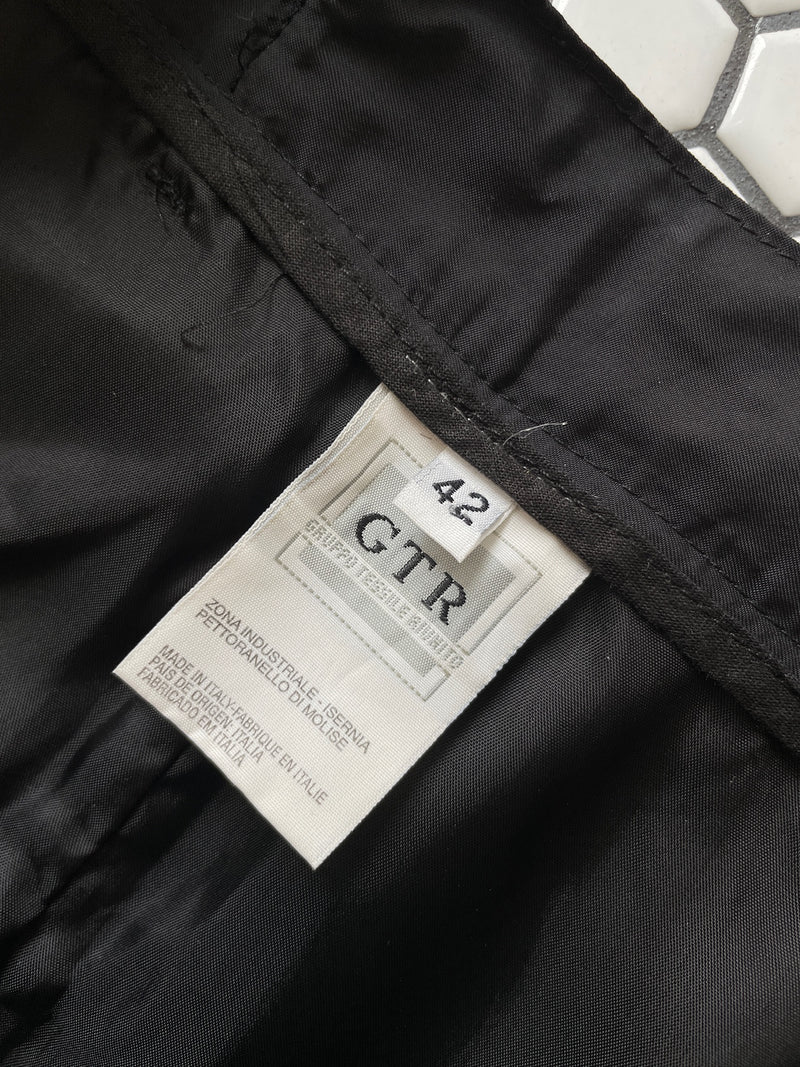 42
GTR
GRUPPO TESSILE RIUNITO
ZONA INDUSTRIALE - ISERNIA
PETTORANELLO DI MOLISE
MADE IN ITALY-FABRIQUE EN ITALIE
PAIS DE ORIGEN: ITALIA
FABRICADO EM ITALIA